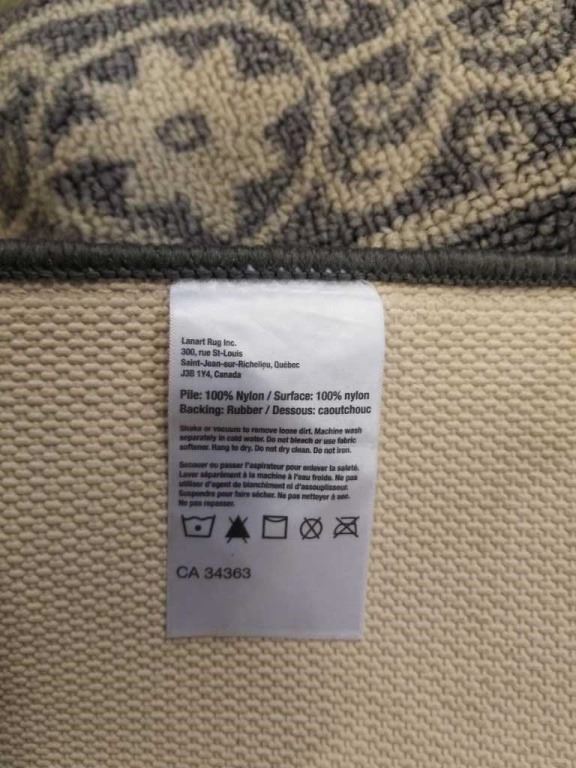 Lanart Rug Inc.
300, rue St-Louis
Saint-Jean-sur-Richelieu, Québec
J3B 1Y4, Canada
Pile: 100% Nylon / Surface: 100% nylon
Backing: Rubber / Dessous: caoutchouc
Shake or vacuum to remove loose dirt. Machine wash
separately in cold water. Do not bleach or use fabric
softener. Hang to dry. Do not dry clean. Do not iron.
Secouer ou passer l'aspirateur pour enlever la saleté.
Laver séparément à la machine à l'eau froide. Ne pas
utiliser d'agent de blanchiment ni d'assouplisseur.
Suspendre pour faire sécher. Ne pas nettoyer à sec.
Ne pas repasser.
CA 34363